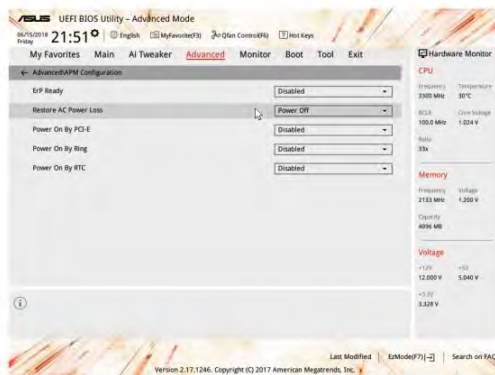 ASUS UEFI BIOS Utility – Advanced Mode
06/15/2018 Friday 21:51 English MyFavorite(F3) Qfan Control(F6) ? Hot Keys
My Favorites Main Ai Tweaker Advanced Monitor Boot Tool Exit
Hardware Monitor
← Advanced\APM Configuration
ErP Ready Disabled
Restore AC Power Loss Power Off
Power On By PCI-E Disabled
Power On By Ring Disabled
Power On By RTC Disabled
CPU
Frequency Temperature
3300 MHz 30°C
BCLK Core Voltage
100.0 MHz 1.024 V
Ratio
33x
Memory
Frequency Voltage
2133 MHz 1.200 V
Capacity
4096 MB
Voltage
+12V +5V
12.000 V 5.040 V
+3.3V
3.328 V
Last Modified EzMode(F7) Search on FAQ
Version 2.17.1246. Copyright (C) 2017 American Megatrends, Inc.